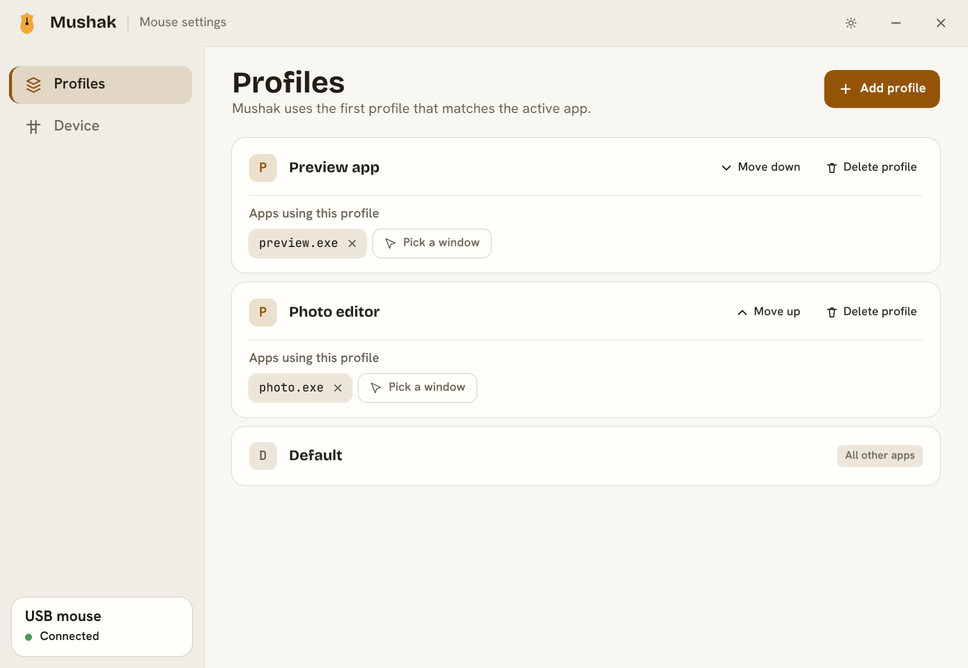 Mushak | Mouse settings
Profiles
Device
Profiles
Mushak uses the first profile that matches the active app.
+ Add profile
P Preview app Move down Delete profile
Apps using this profile
preview.exe × Pick a window
P Photo editor Move up Delete profile
Apps using this profile
photo.exe × Pick a window
D Default All other apps
USB mouse
Connected